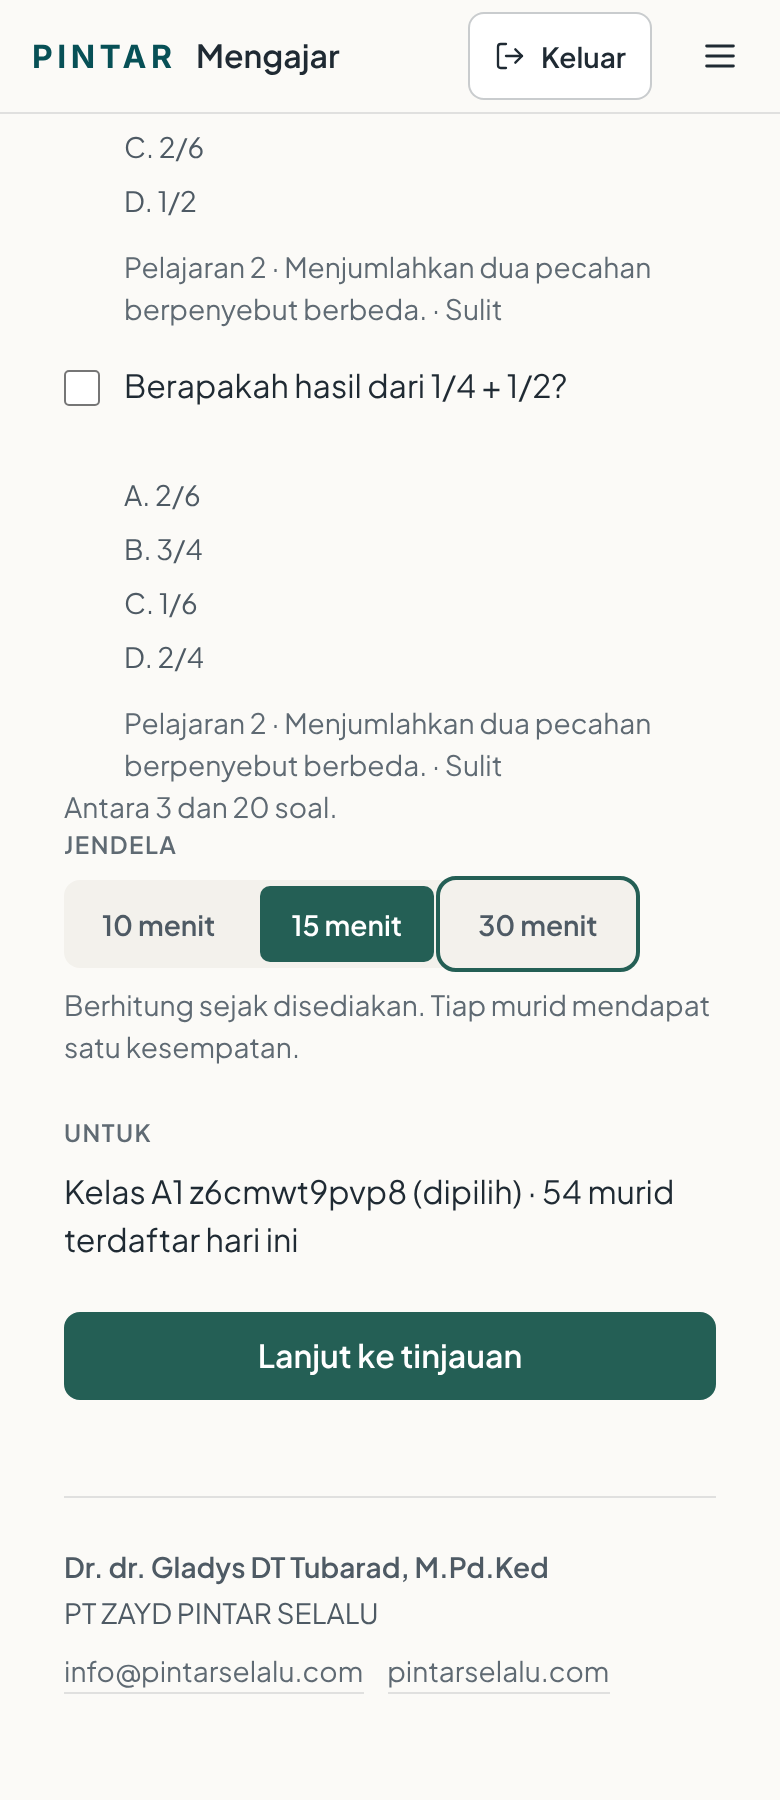 PINTAR Mengajar
Keluar
C. 2/6
D. 1/2
Pelajaran 2 · Menjumlahkan dua pecahan
berpenyebut berbeda. · Sulit
Berapakah hasil dari 1/4 + 1/2?
A. 2/6
B. 3/4
C. 1/6
D. 2/4
Pelajaran 2 · Menjumlahkan dua pecahan
berpenyebut berbeda. · Sulit
Antara 3 dan 20 soal.
JENDELA
10 menit 15 menit 30 menit
Berhitung sejak disediakan. Tiap murid mendapat
satu kesempatan.
UNTUK
Kelas A1 z6cmwt9pvp8 (dipilih) · 54 murid
terdaftar hari ini
Lanjut ke tinjauan
Dr. dr. Gladys DT Tubarad, M.Pd.Ked
PT ZAYD PINTAR SELALU
info@pintarselalu.com pintarselalu.com